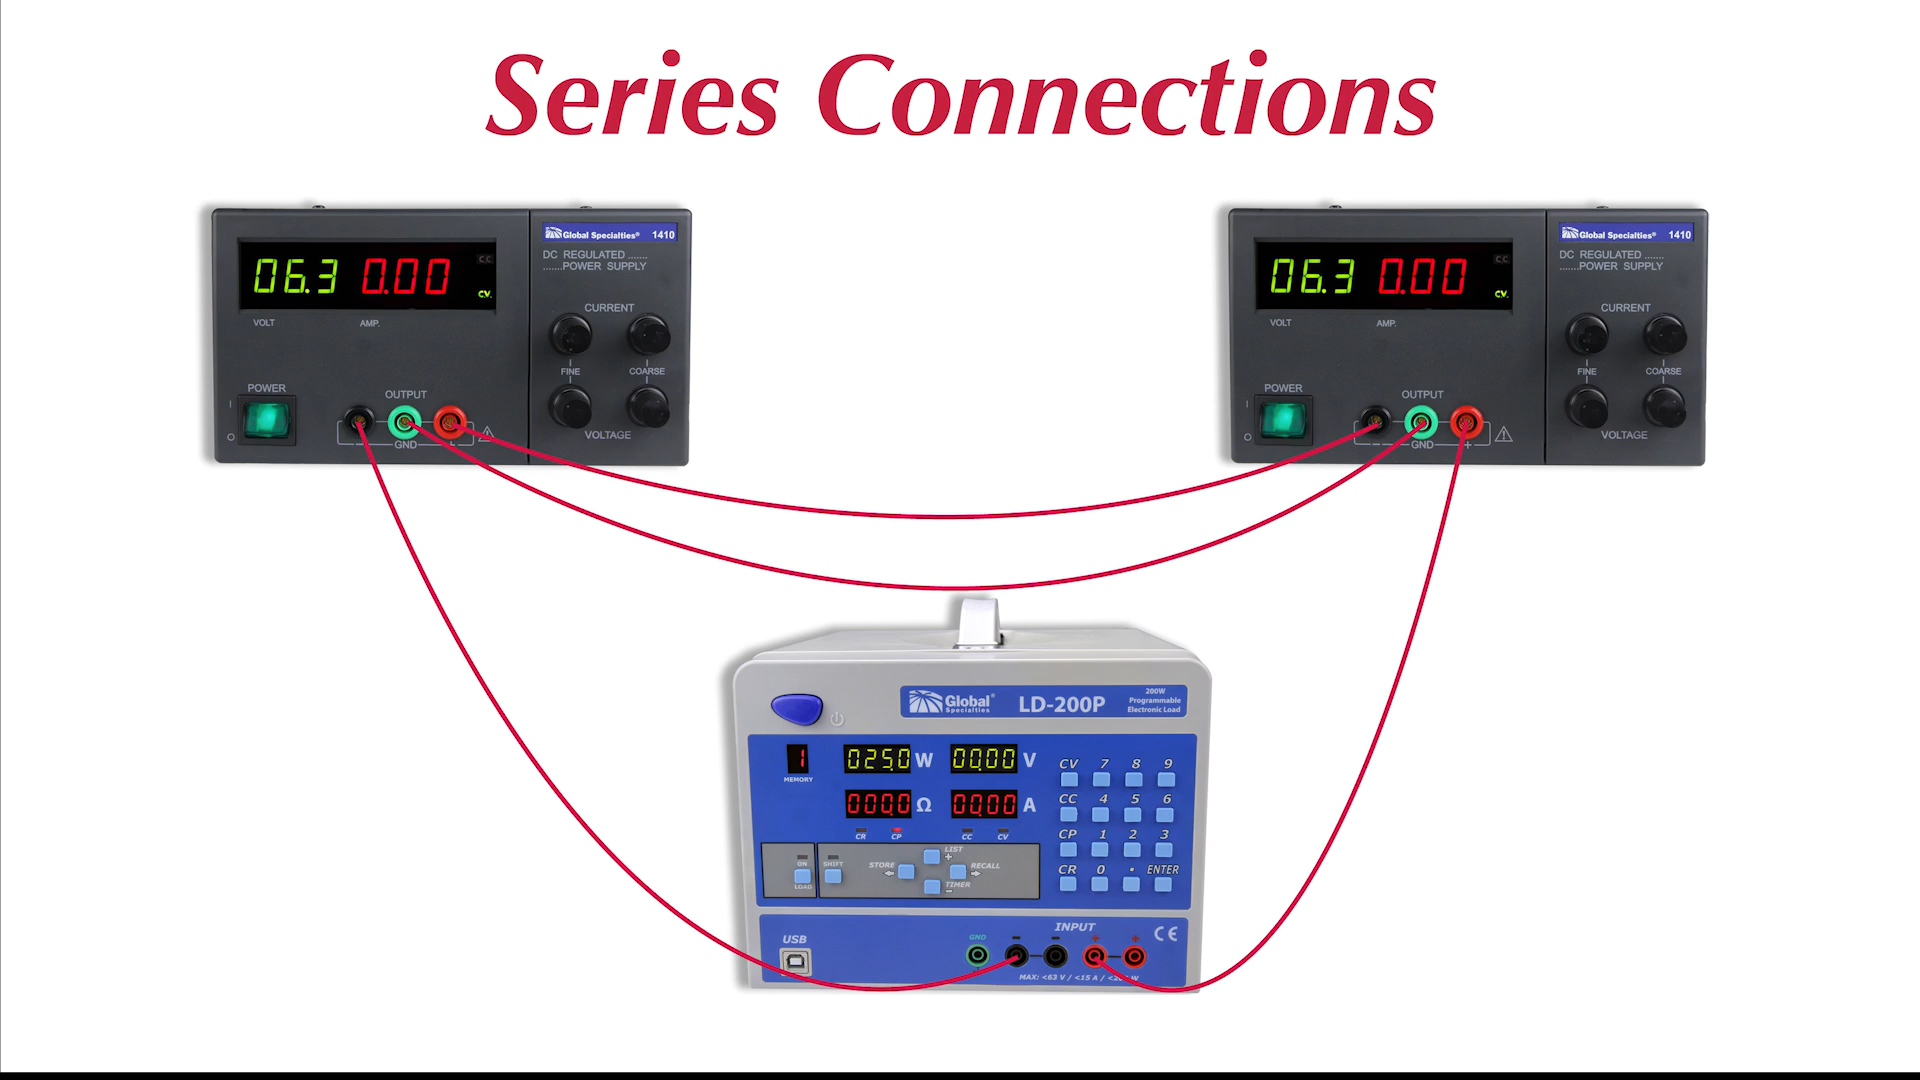 Series Connections
Global Specialties® 1410
DC REGULATED .......
.......POWER SUPPLY
06.3 0.00
C.C.
C.V.
VOLT AMP.
CURRENT
FINE COARSE
VOLTAGE
POWER
I
O
OUTPUT
- GND +
Global Specialties® 1410
DC REGULATED .......
.......POWER SUPPLY
06.3 0.00
C.C.
C.V.
VOLT AMP.
CURRENT
FINE COARSE
VOLTAGE
POWER
I
O
OUTPUT
- GND +
Global® Specialties
LD-200P
200W
Programmable
Electronic Load
1
MEMORY
025.0 W 00.00 V
000.0 Ω 00.00 A
CR CP CC CV
CV 7 8 9
CC 4 5 6
CP 1 2 3
CR 0 . ENTER
ON
LOAD
SHIFT
STORE
LIST
+
RECALL
TIMER
-
USB
INPUT
GND - - + +
CE
MAX: <63 V / <15 A /